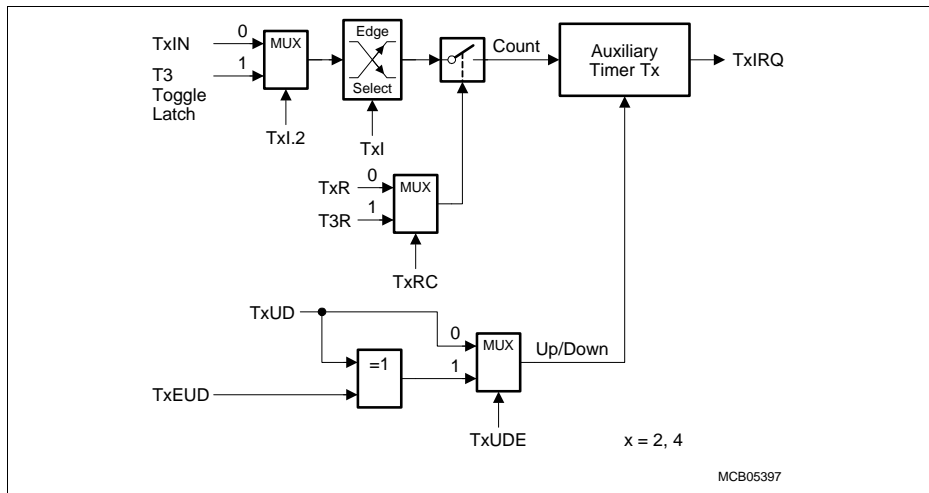 TxIN
0
MUX
T3
Toggle
Latch
1
TxI.2
Edge
Select
TxI
Count
Auxiliary
Timer Tx
TxIRQ
TxR
0
MUX
T3R
1
TxRC
TxUD
0
MUX
Up/Down
=1
1
TxEUD
TxUDE
x = 2, 4
MCB05397